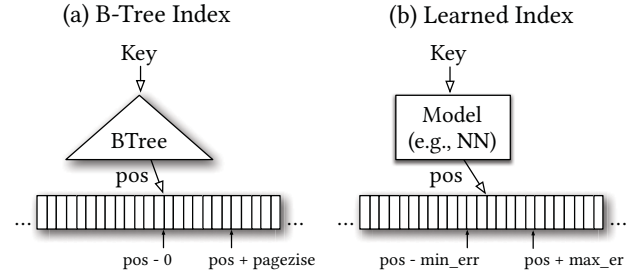 (a) B-Tree Index
Key
BTree
pos
...
...
pos - 0
pos + pagezise
(b) Learned Index
Key
Model
(e.g., NN)
pos
...
...
pos - min_err
pos + max_er